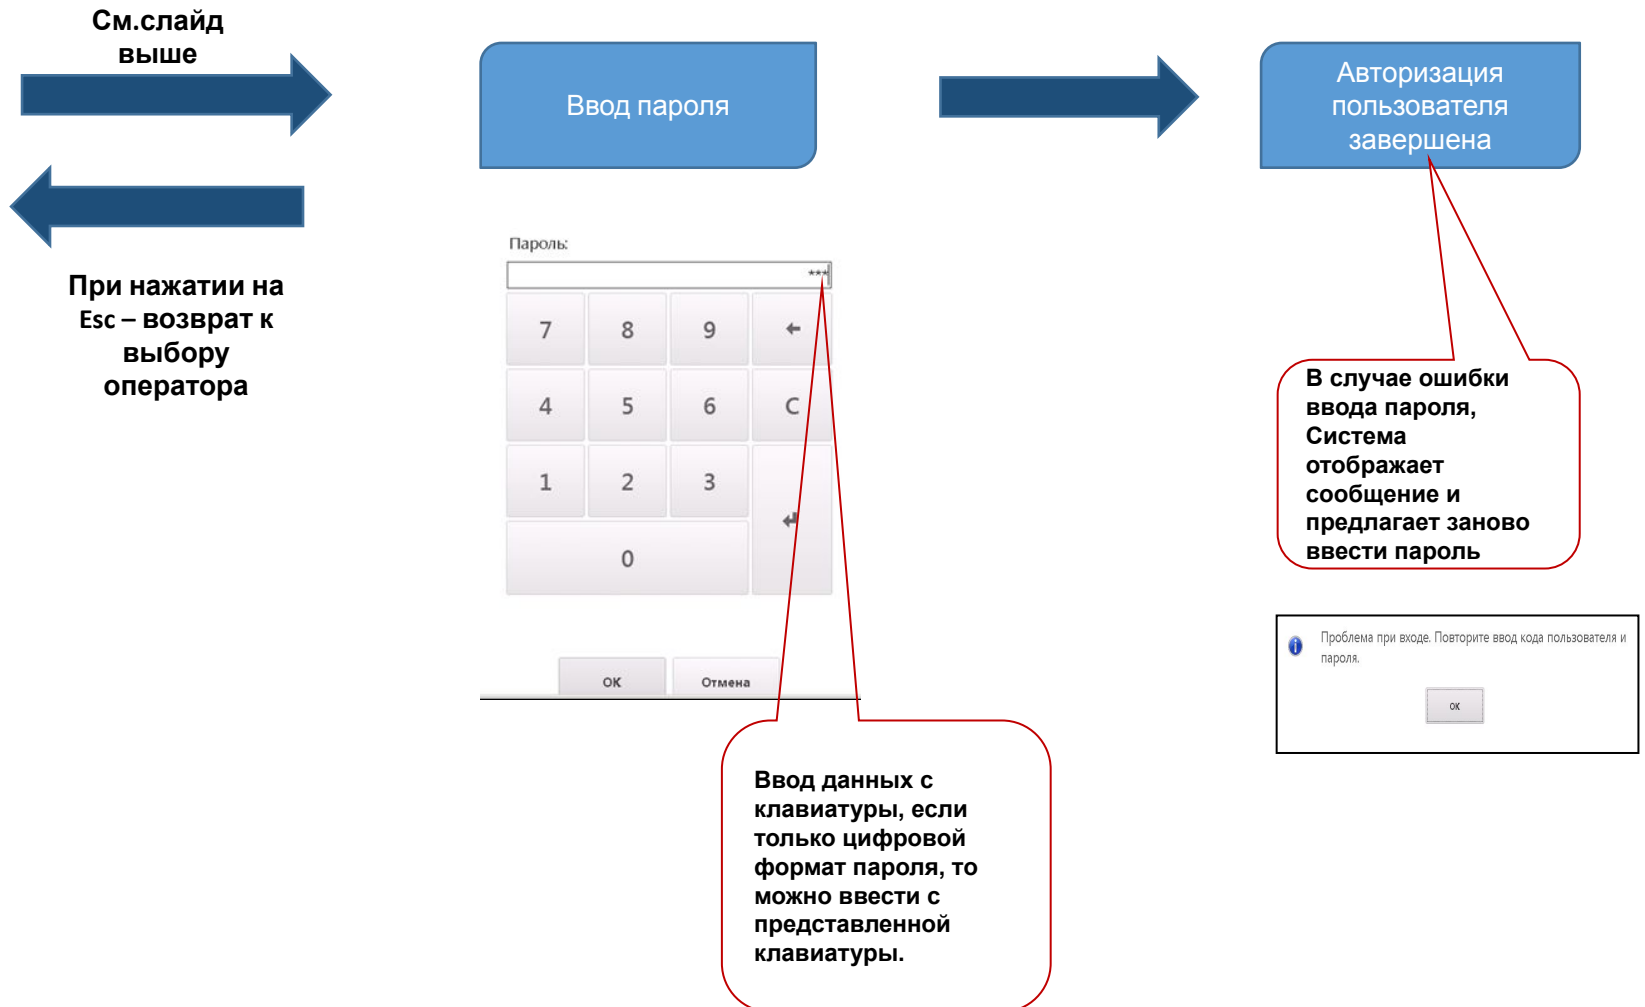 См.слайд
выше
Ввод пароля
Авторизация
пользователя
завершена
При нажатии на
Esc – возврат к
выбору
оператора
Пароль:
***
7 8 9 ←
4 5 6 C
1 2 3 ↵
0
ОК Отмена
Ввод данных с
клавиатуры, если
только цифровой
формат пароля, то
можно ввести с
представленной
клавиатуры.
В случае ошибки
ввода пароля,
Система
отображает
сообщение и
предлагает заново
ввести пароль
Проблема при входе. Повторите ввод кода пользователя и
пароля.
ОК